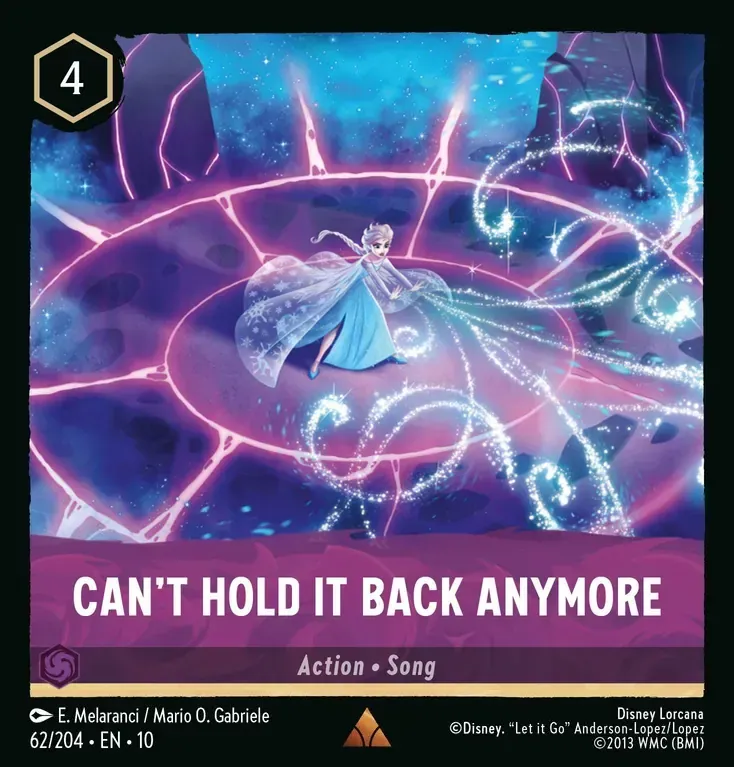 4
CAN'T HOLD IT BACK ANYMORE
Action • Song
E. Melaranci / Mario O. Gabriele
62/204 • EN • 10
Disney Lorcana
©Disney. “Let it Go” Anderson-Lopez/Lopez
©2013 WMC (BMI)